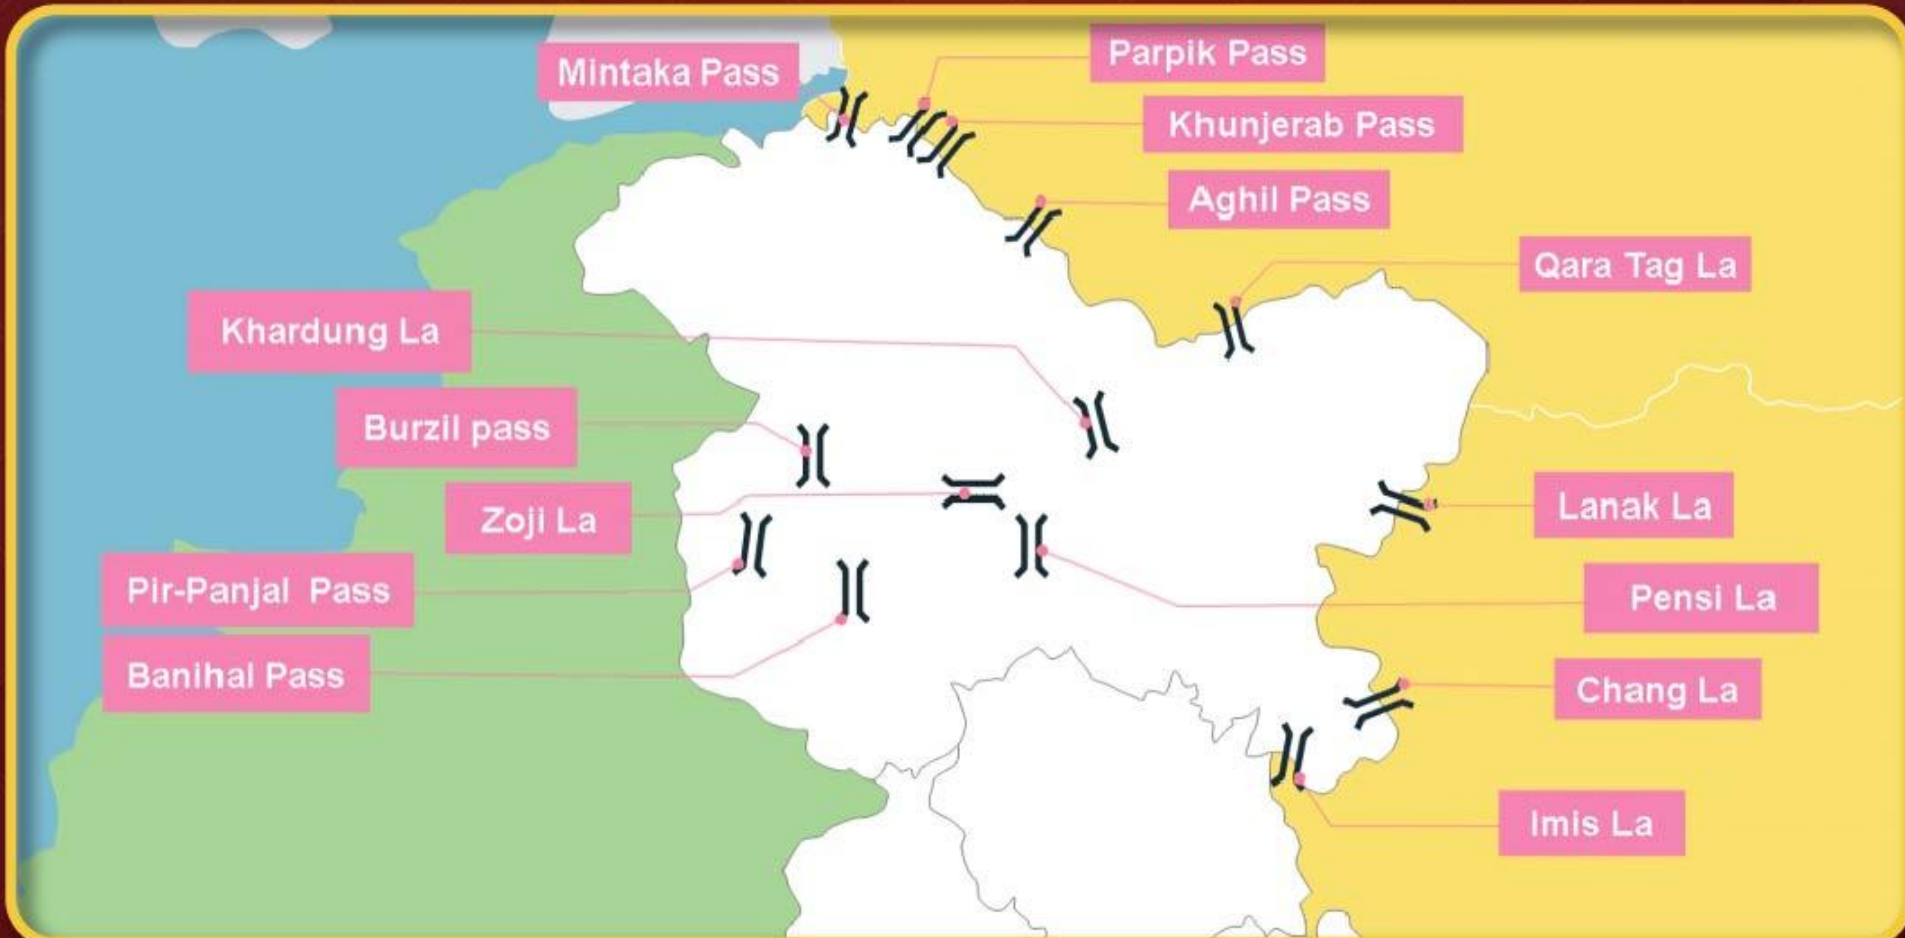 Parpik Pass
Mintaka Pass
Khunjerab Pass
Aghil Pass
Qara Tag La
Khardung La
Burzil pass
Lanak La
Zoji La
Pir-Panjal Pass
Pensi La
Banihal Pass
Chang La
Imis La